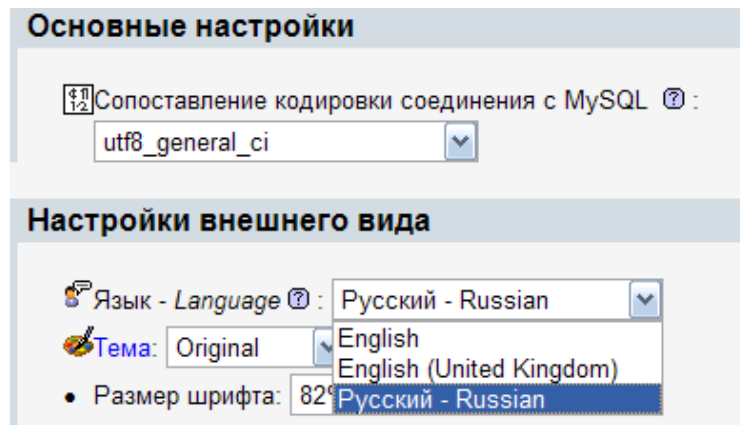 Основные настройки
Сопоставление кодировки соединения с MySQL :
utf8_general_ci
Настройки внешнего вида
Язык - Language : Русский - Russian
English
Тема: Original
English (United Kingdom)
• Размер шрифта: 82%
Русский - Russian